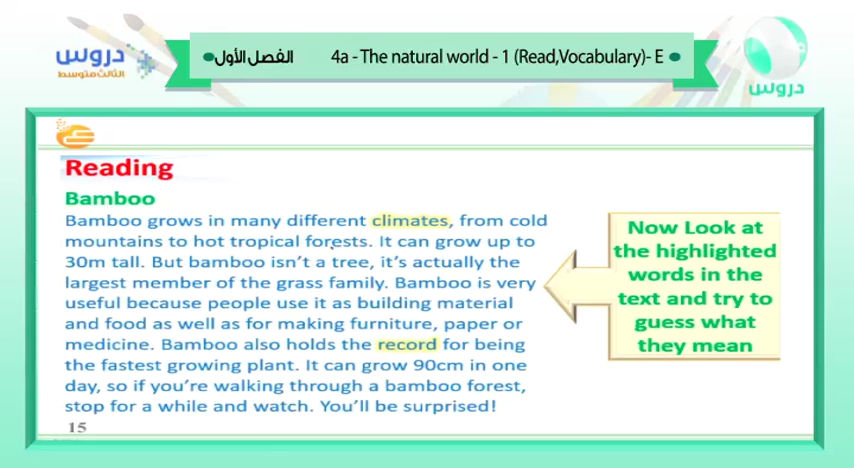 دروس
الثالث متوسط
الفصل الأول 4a - The natural world - 1 (Read,Vocabulary)- E
دروس
Reading
Bamboo
Bamboo grows in many different climates, from cold
mountains to hot tropical forests. It can grow up to
30m tall. But bamboo isn't a tree, it's actually the
largest member of the grass family. Bamboo is very
useful because people use it as building material
and food as well as for making furniture, paper or
medicine. Bamboo also holds the record for being
the fastest growing plant. It can grow 90cm in one
day, so if you're walking through a bamboo forest,
stop for a while and watch. You'll be surprised!
15
Now Look at
the highlighted
words in the
text and try to
guess what
they mean